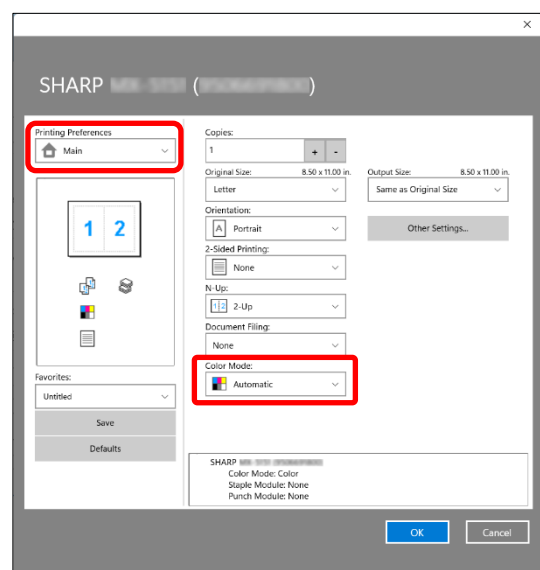 SHARP ( )
Printing Preferences
Main
1 2
Favorites:
Untitled
Save
Defaults
Copies:
1 + -
Original Size: 8.50 x 11.00 in.
Letter
Output Size: 8.50 x 11.00 in.
Same as Original Size
Orientation:
A Portrait
Other Settings...
2-Sided Printing:
None
N-Up:
1 2 2-Up
Document Filing:
None
Color Mode:
Automatic
SHARP
Color Mode: Color
Staple Module: None
Punch Module: None
OK Cancel